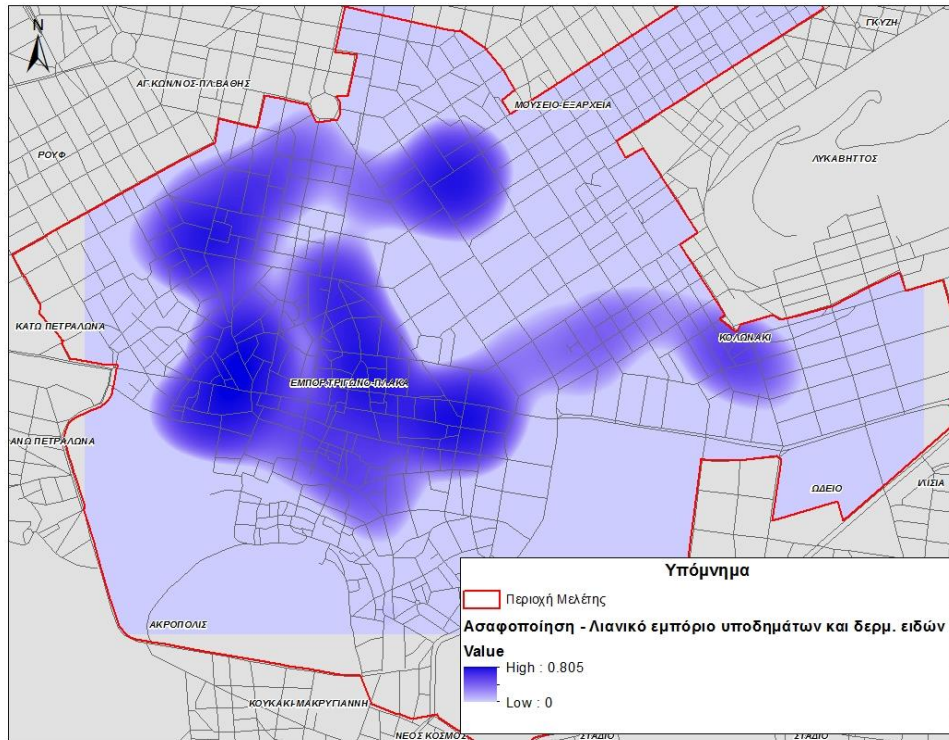 N
ΓΚΥΖΗ
ΑΓ.ΚΩΝ/ΝΟΣ-ΠΛ.ΒΑΘΗΣ
ΜΟΥΣΕΙΟ-ΕΞΑΡΧΕΙΑ
ΡΟΥΦ
ΛΥΚΑΒΗΤΤΟΣ
ΚΑΤΩ ΠΕΤΡΑΛΩΝΑ
ΚΟΛΩΝΑΚΙ
ΕΜΠΟΡ.ΤΡΙΓΩΝΟ-ΠΛΑΚΑ
ΑΝΩ ΠΕΤΡΑΛΩΝΑ
ΩΔΕΙΟ
ΙΛΙΣΙΑ
Υπόμνημα
Περιοχή Μελέτης
Ασαφοποίηση - Λιανικό εμπόριο υποδημάτων και δερμ. ειδών
Value
High : 0.805
Low : 0
ΑΚΡΟΠΟΛΙΣ
ΚΟΥΚΑΚΙ-ΜΑΚΡΥΓΙΑΝΝΗ
ΝΕΟΣ ΚΟΣΜΟΣ
ΣΤΑΔΙΟ
ΣΤΑΔΙΟ